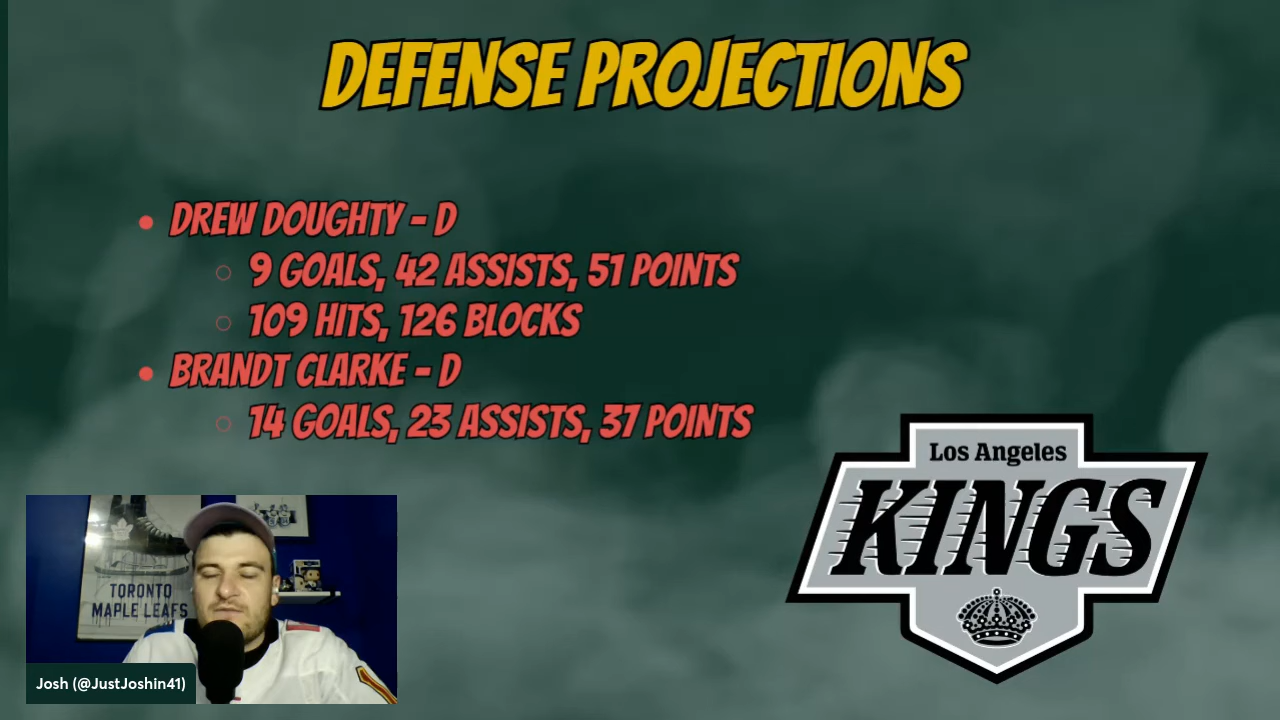 DEFENSE PROJECTIONS
DREW DOUGHTY - D
9 GOALS, 42 ASSISTS, 51 POINTS
109 HITS, 126 BLOCKS
BRANDT CLARKE - D
14 GOALS, 23 ASSISTS, 37 POINTS
Los Angeles
KINGS
TORONTO
MAPLE LEAFS
Josh (@JustJoshin41)